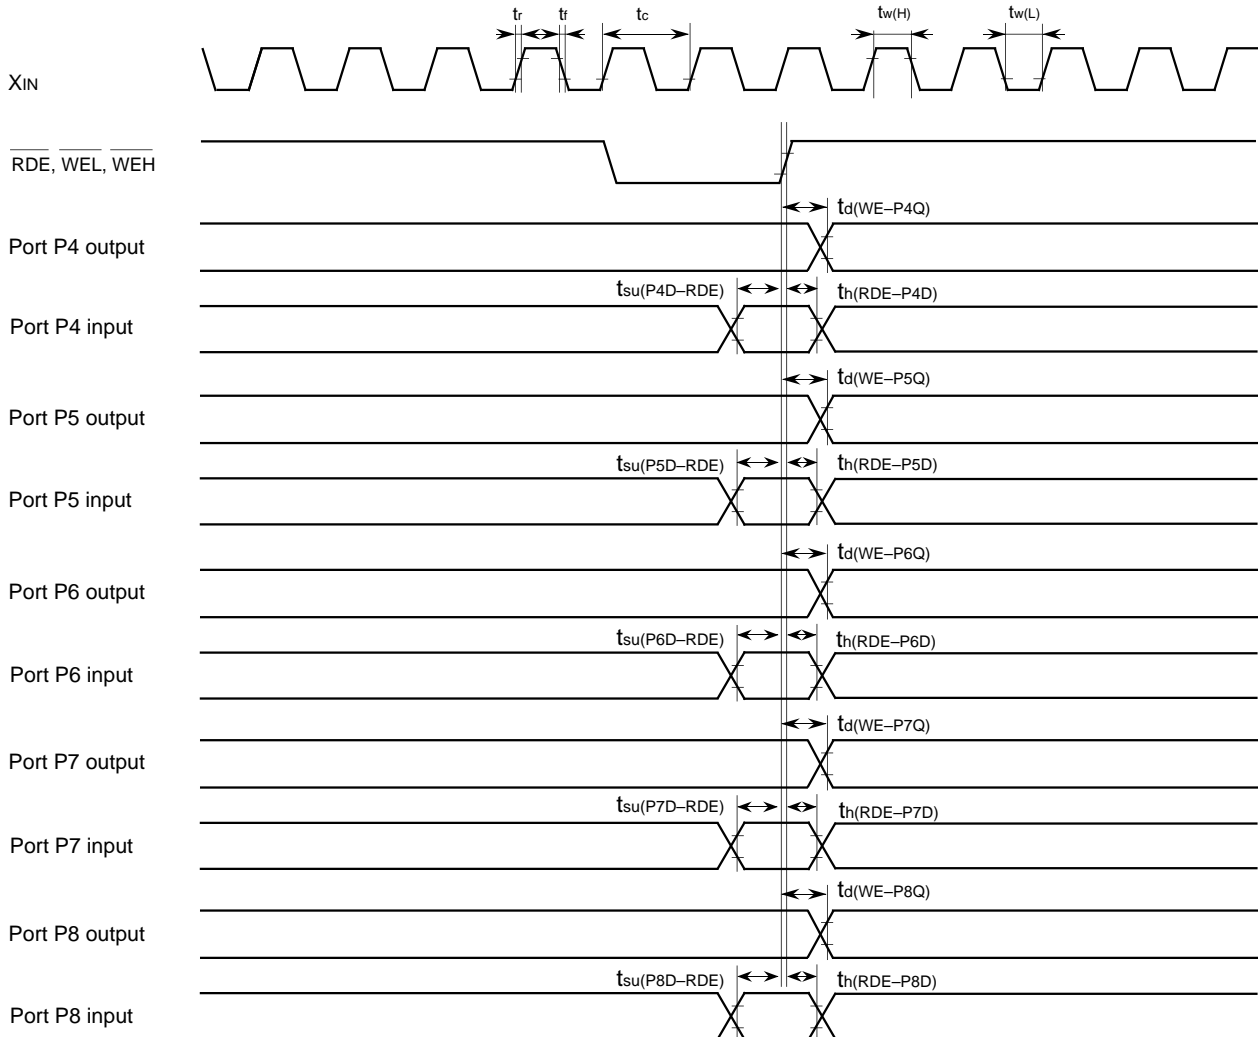 tr tf tc tw(H) tw(L)
XIN
RDE, WEL, WEH
td(WE–P4Q)
Port P4 output
tsu(P4D–RDE) th(RDE–P4D)
Port P4 input
td(WE–P5Q)
Port P5 output
tsu(P5D–RDE) th(RDE–P5D)
Port P5 input
td(WE–P6Q)
Port P6 output
tsu(P6D–RDE) th(RDE–P6D)
Port P6 input
td(WE–P7Q)
Port P7 output
tsu(P7D–RDE) th(RDE–P7D)
Port P7 input
td(WE–P8Q)
Port P8 output
tsu(P8D–RDE) th(RDE–P8D)
Port P8 input